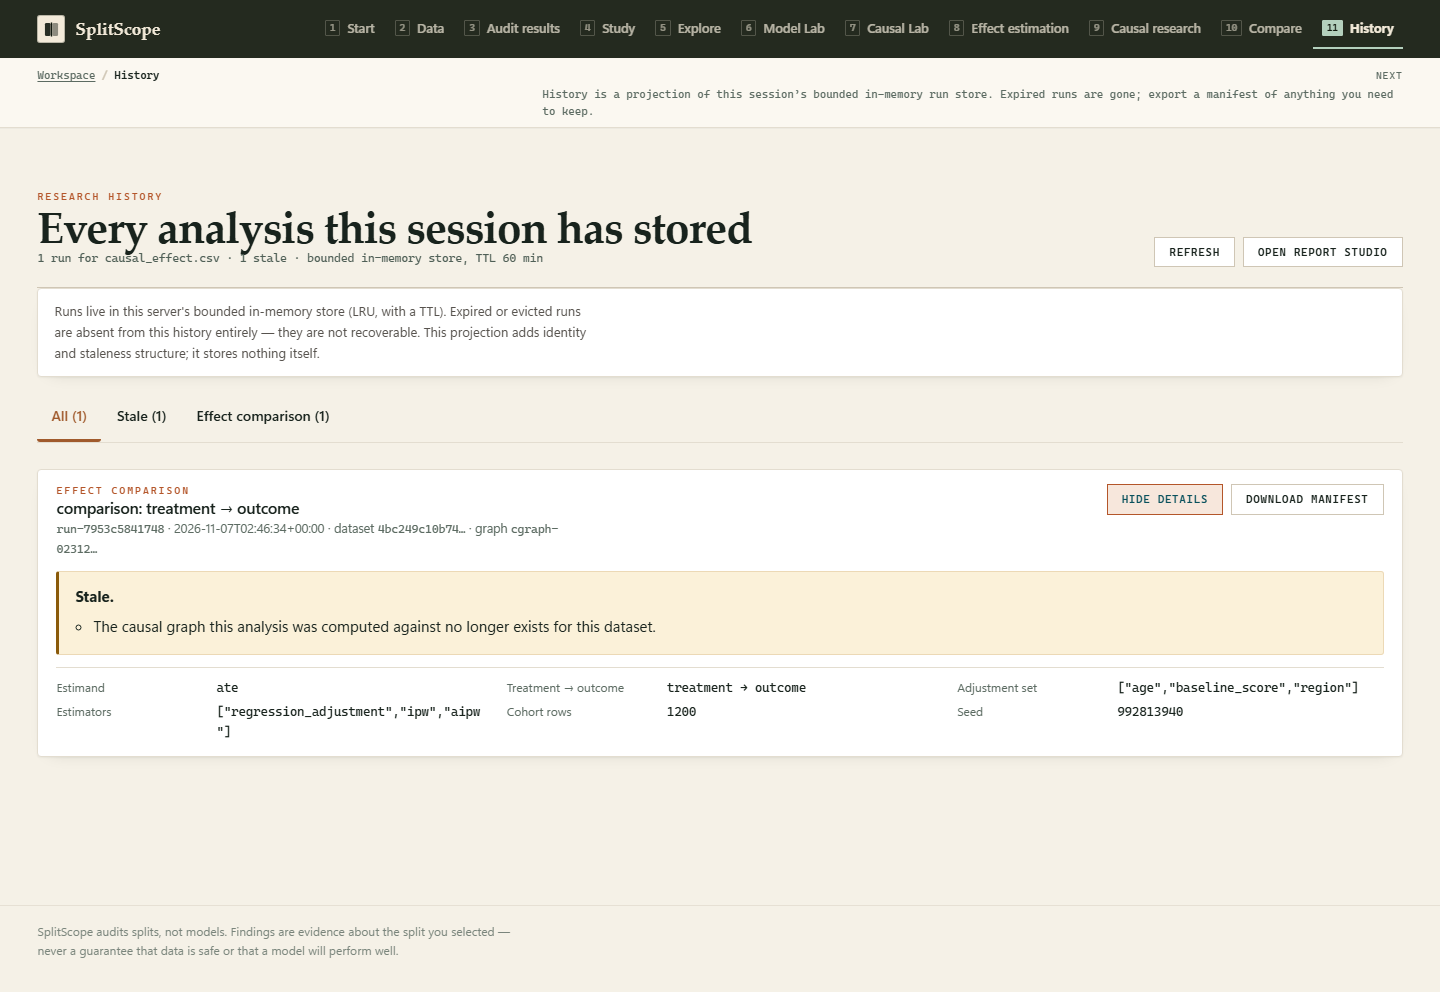 SplitScope
1 Start
2 Data
3 Audit results
4 Study
5 Explore
6 Model Lab
7 Causal Lab
8 Effect estimation
9 Causal research
10 Compare
11 History
Workspace / History
NEXT
History is a projection of this session's bounded in-memory run store. Expired runs are gone; export a manifest of anything you need
to keep.
RESEARCH HISTORY
Every analysis this session has stored
1 run for causal_effect.csv · 1 stale · bounded in-memory store, TTL 60 min
REFRESH
OPEN REPORT STUDIO
Runs live in this server's bounded in-memory store (LRU, with a TTL). Expired or evicted runs
are absent from this history entirely — they are not recoverable. This projection adds identity
and staleness structure; it stores nothing itself.
All (1)
Stale (1)
Effect comparison (1)
EFFECT COMPARISON
comparison: treatment → outcome
run-7953c5841748 · 2026-11-07T02:46:34+00:00 · dataset 4bc249c10b74… · graph cgraph-
02312…
HIDE DETAILS
DOWNLOAD MANIFEST
Stale.
The causal graph this analysis was computed against no longer exists for this dataset.
Estimand ate
Treatment → outcome treatment → outcome
Adjustment set ["age","baseline_score","region"]
Estimators ["regression_adjustment","ipw","aipw
"]
Cohort rows 1200
Seed 992813940
SplitScope audits splits, not models. Findings are evidence about the split you selected —
never a guarantee that data is safe or that a model will perform well.